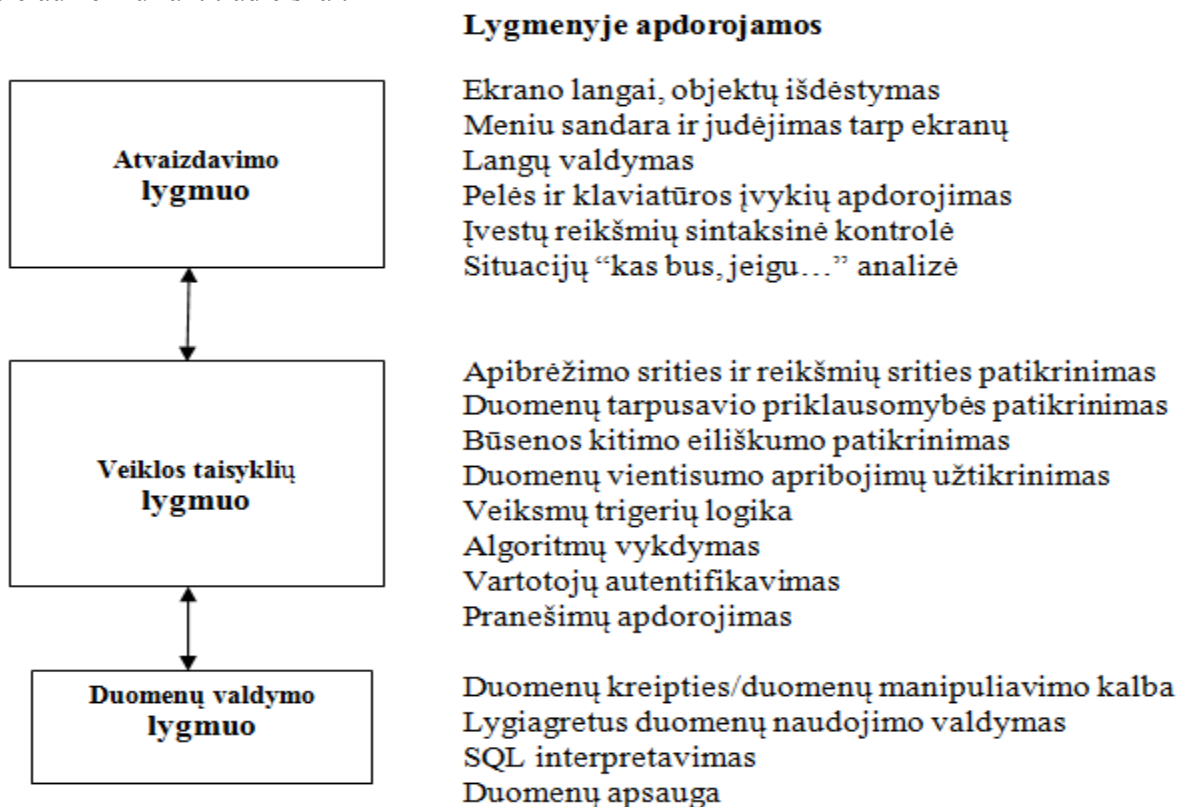 Lygmenyje apdorojamos
Atvaizdavimo
lygmuo
Ekrano langai, objektų išdėstymas
Meniu sandara ir judėjimas tarp ekranų
Langų valdymas
Pelės ir klaviatūros įvykių apdorojimas
Įvestų reikšmių sintaksinė kontrolė
Situacijų “kas bus, jeigu…” analizė
Veiklos taisyklių
lygmuo
Apibrėžimo srities ir reikšmių srities patikrinimas
Duomenų tarpusavio priklausomybės patikrinimas
Būsenos kitimo eiliškumo patikrinimas
Duomenų vientisumo apribojimų užtikrinimas
Veiksmų trigerių logika
Algoritmų vykdymas
Vartotojų autentifikavimas
Pranešimų apdorojimas
Duomenų valdymo
lygmuo
Duomenų kreipties/duomenų manipuliavimo kalba
Lygiagretus duomenų naudojimo valdymas
SQL interpretavimas
Duomenų apsauga